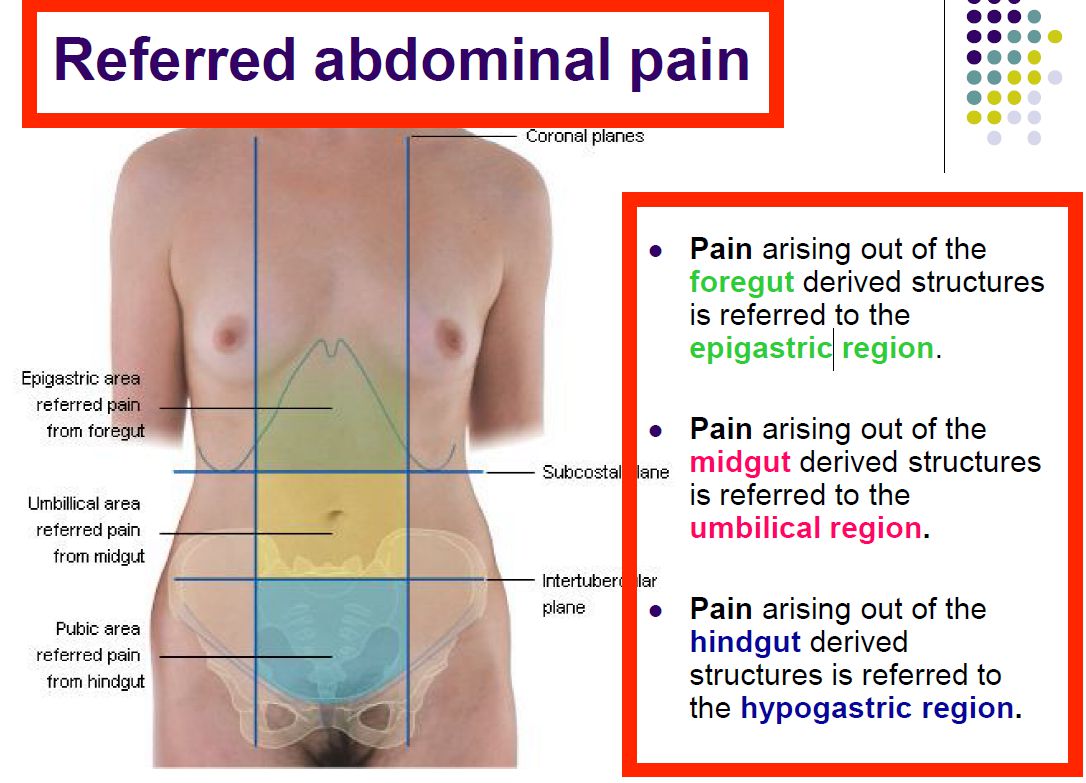 Referred abdominal pain
Coronal planes
Epigastric area
referred pain
from foregut
Subcostal plane
Umbillical area
referred pain
from midgut
Intertubercular
plane
Pubic area
referred pain
from hindgut
Pain arising out of the
foregut derived structures
is referred to the
epigastric region.
Pain arising out of the
midgut derived structures
is referred to the
umbilical region.
Pain arising out of the
hindgut derived
structures is referred to
the hypogastric region.